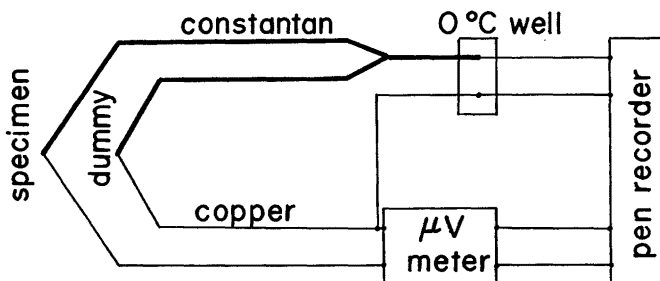 constantan
0°C well
specimen
dummy
copper
μV
meter
pen recorder